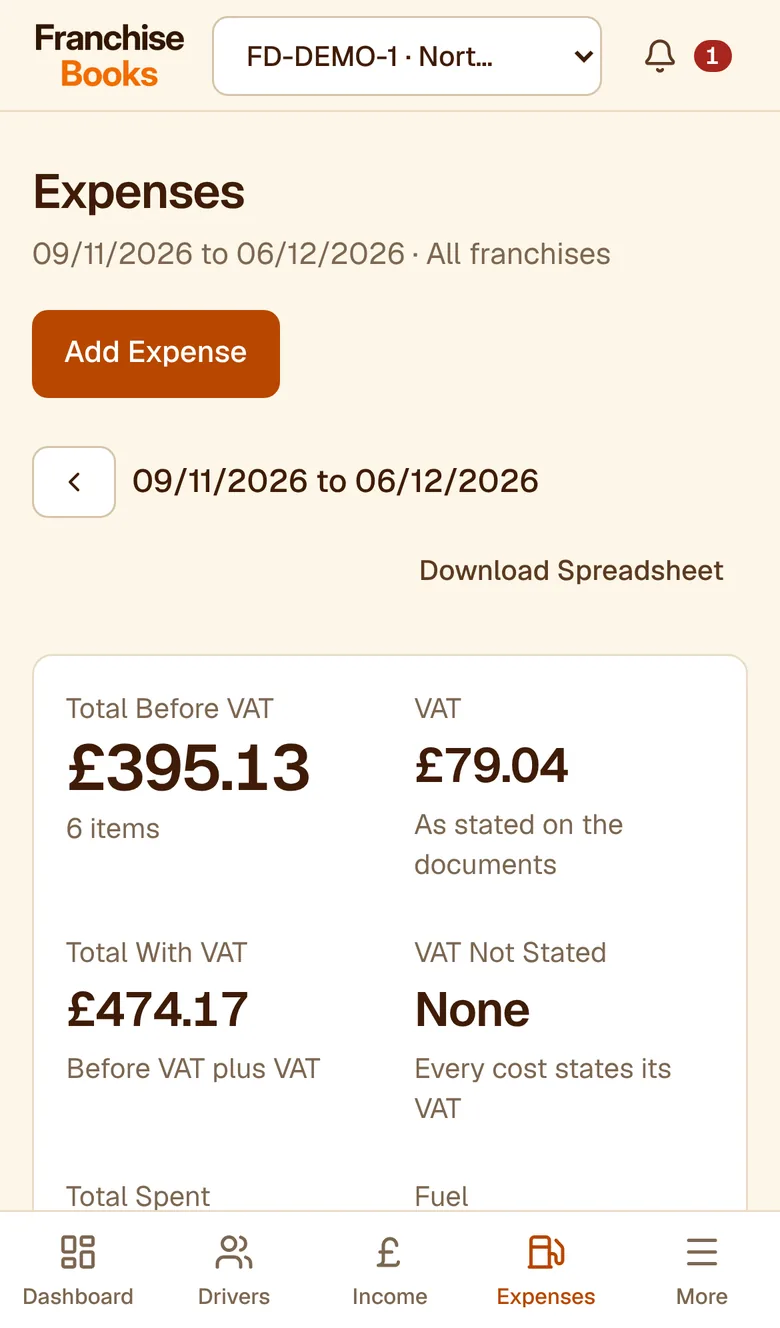 Franchise
Books
FD-DEMO-1 · Nort...
1
Expenses
09/11/2026 to 06/12/2026 · All franchises
Add Expense
09/11/2026 to 06/12/2026
Download Spreadsheet
Total Before VAT
£395.13
6 items
VAT
£79.04
As stated on the
documents
Total With VAT
£474.17
Before VAT plus VAT
VAT Not Stated
None
Every cost states its
VAT
Total Spent
Fuel
Dashboard
Drivers
£
Income
Expenses
More